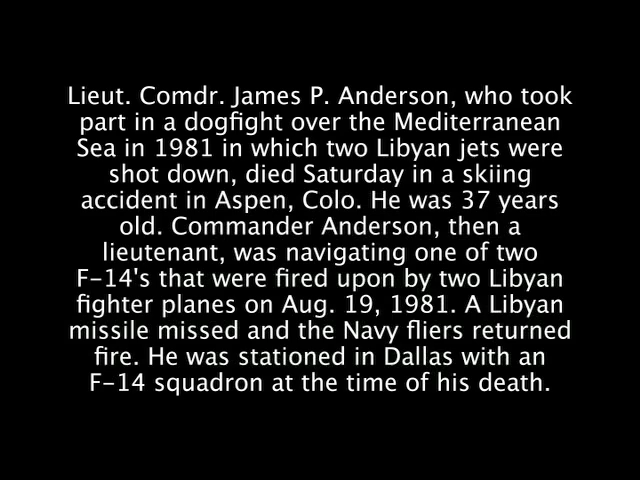 Lieut. Comdr. James P. Anderson, who took
part in a dogfight over the Mediterranean
Sea in 1981 in which two Libyan jets were
shot down, died Saturday in a skiing
accident in Aspen, Colo. He was 37 years
old. Commander Anderson, then a
lieutenant, was navigating one of two
F-14's that were fired upon by two Libyan
fighter planes on Aug. 19, 1981. A Libyan
missile missed and the Navy fliers returned
fire. He was stationed in Dallas with an
F-14 squadron at the time of his death.